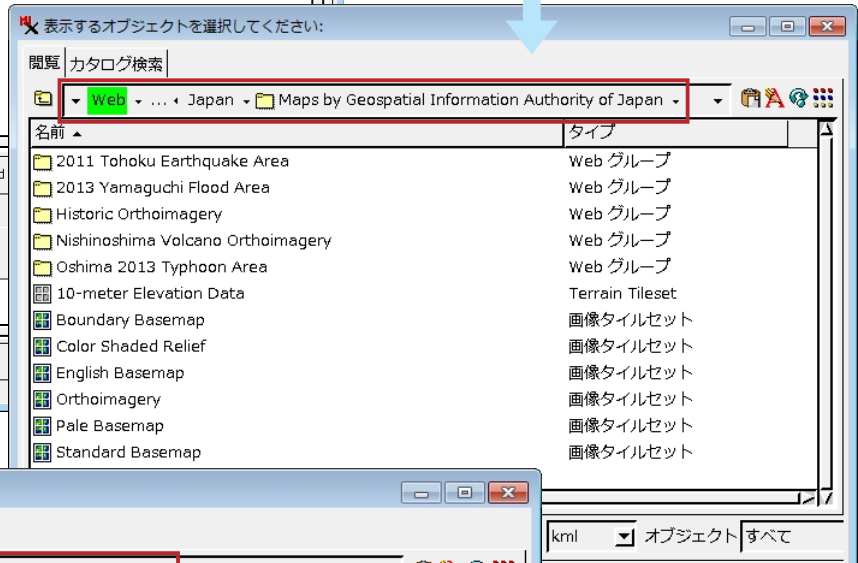 表示するオブジェクトを選択してください:
閲覧 カタログ検索
Web ... Japan Maps by Geospatial Information Authority of Japan
名前 タイプ
2011 Tohoku Earthquake Area Web グループ
2013 Yamaguchi Flood Area Web グループ
Historic Orthoimagery Web グループ
Nishinoshima Volcano Orthoimagery Web グループ
Oshima 2013 Typhoon Area Web グループ
10-meter Elevation Data Terrain Tileset
Boundary Basemap 画像タイルセット
Color Shaded Relief 画像タイルセット
English Basemap 画像タイルセット
Orthoimagery 画像タイルセット
Pale Basemap 画像タイルセット
Standard Basemap 画像タイルセット
kml オブジェクト すべて